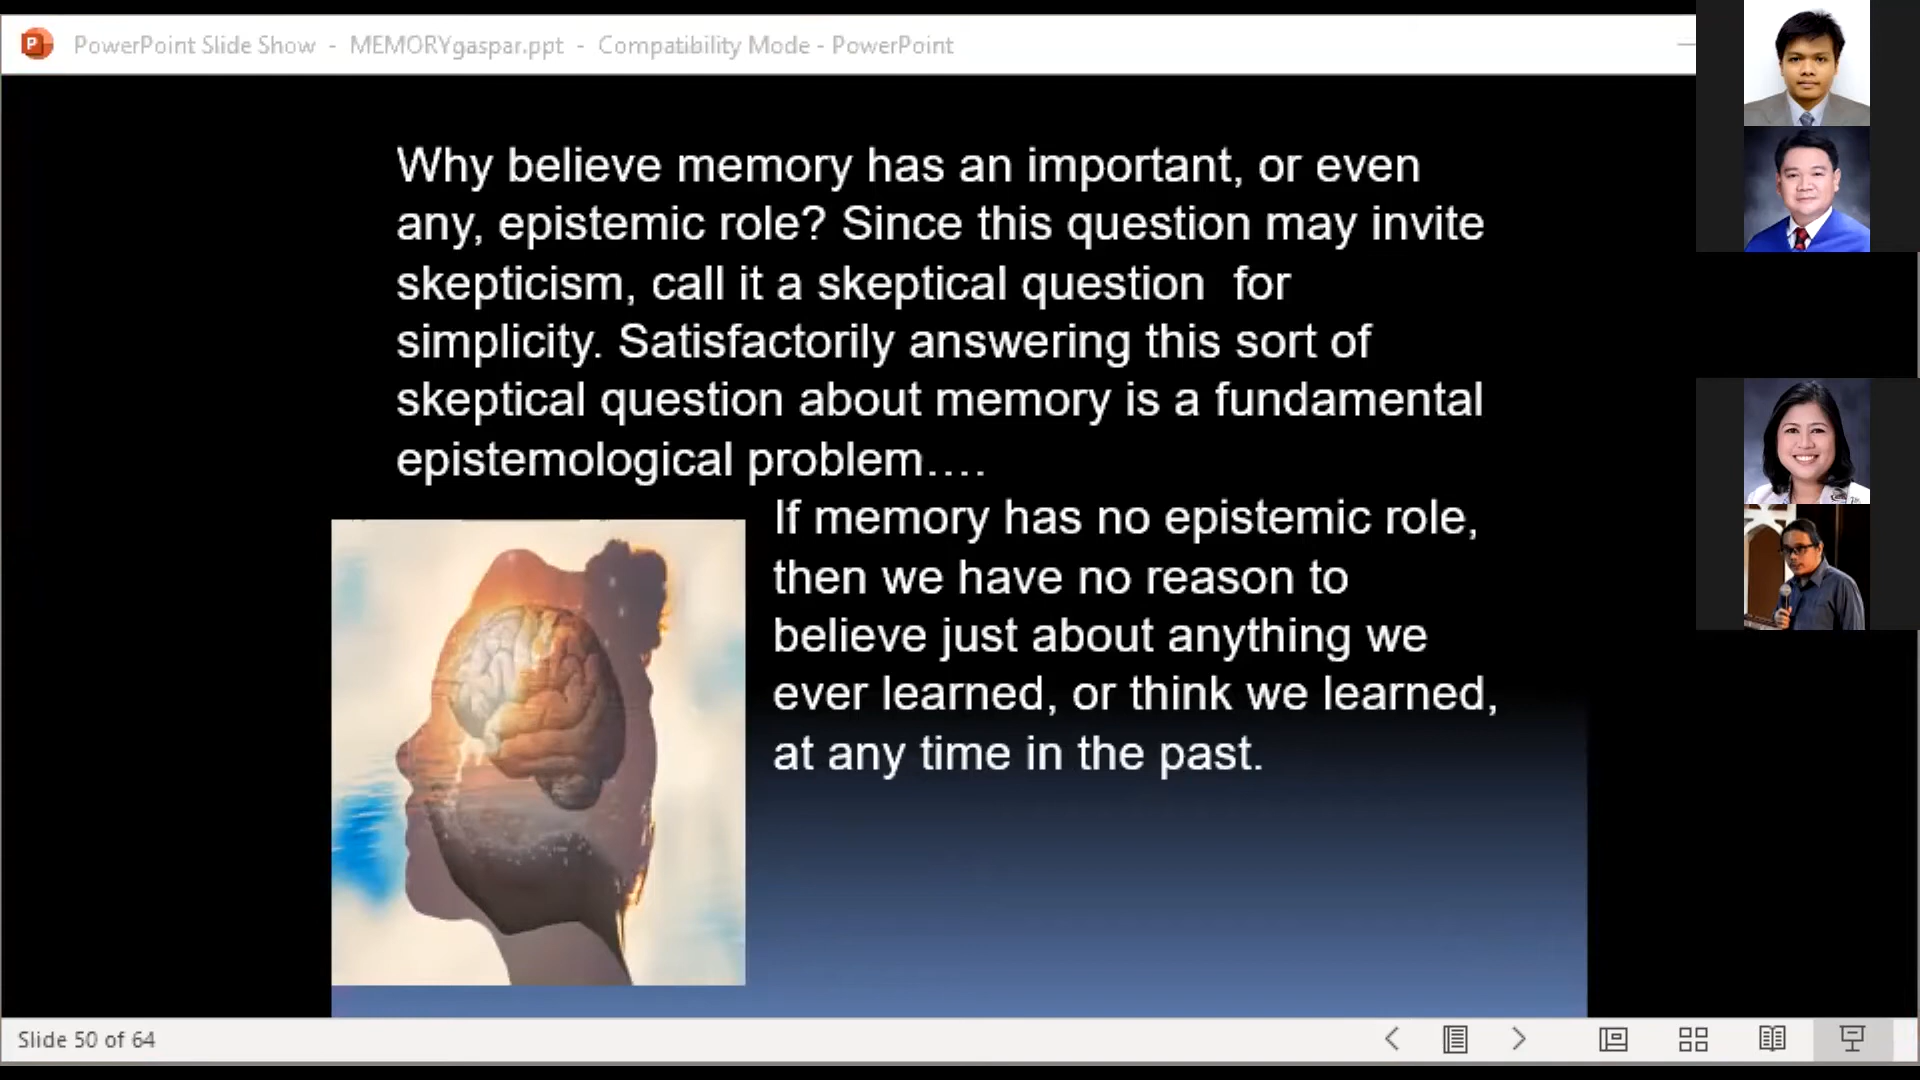 P PowerPoint Slide Show - MEMORYgaspar.ppt - Compatibility Mode - PowerPoint
Why believe memory has an important, or even
any, epistemic role? Since this question may invite
skepticism, call it a skeptical question for
simplicity. Satisfactorily answering this sort of
skeptical question about memory is a fundamental
epistemological problem....
If memory has no epistemic role,
then we have no reason to
believe just about anything we
ever learned, or think we learned,
at any time in the past.
Slide 50 of 64